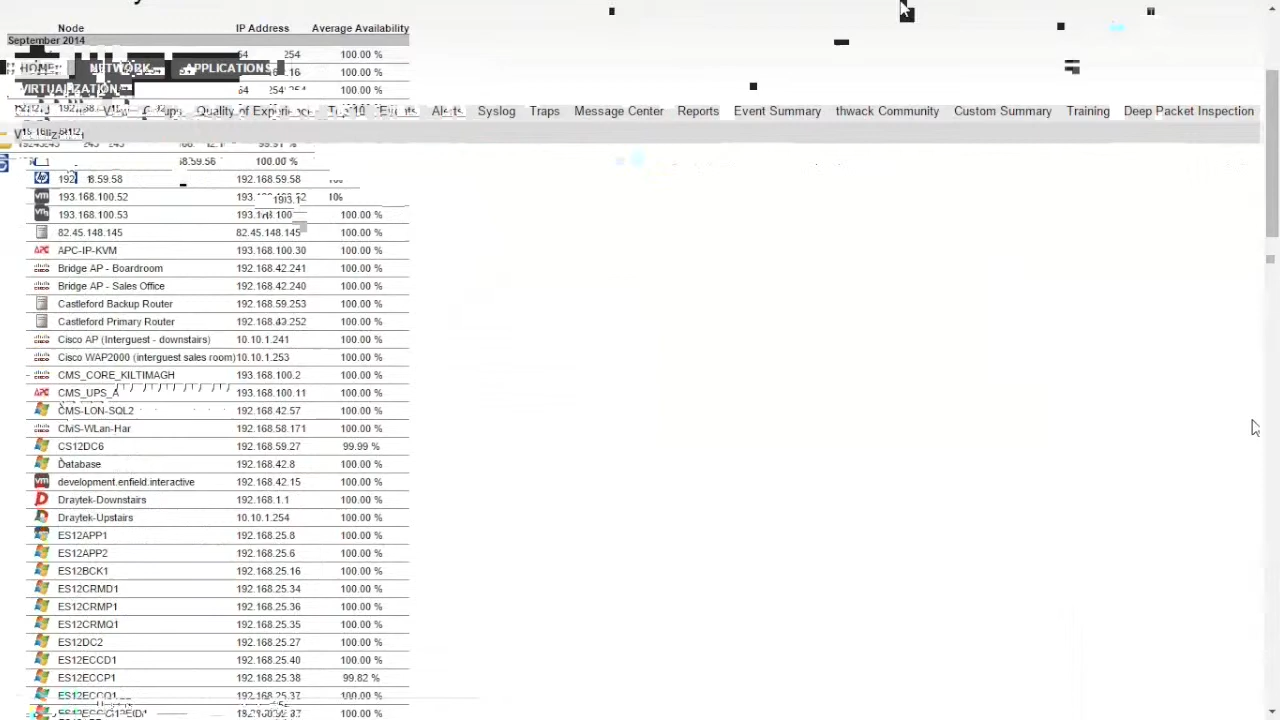 Node IP Address Average Availability
September 2014
254 100.00 %
HOME NETWORK APPLICATIONS 100.00 %
VIRTUALIZATION 100.00 %
Quality of Experience Events Alerts Syslog Traps Message Center Reports Event Summary thwack Community Custom Summary Training Deep Packet Inspection
100.00 %
192.168.59.58
193.168.100.52
193.168.100.53 100.00 %
82.45.148.145 82.45.148.145 100.00 %
APC-IP-KVM 193.168.100.30 100.00 %
Bridge AP - Boardroom 192.168.42.241 100.00 %
Bridge AP - Sales Office 192.168.42.240 100.00 %
Castleford Backup Router 192.168.59.253 100.00 %
Castleford Primary Router 100.00 %
Cisco AP (Interguest - downstairs) 10.10.1.241 100.00 %
Cisco WAP2000 (interguest sales room) 10.10.1.253 100.00 %
CMS_CORE_KILTIMAGH 193.168.100.2 100.00 %
CMS_UPS_A 193.168.100.11 100.00 %
CMS-LON-SQL2 192.168.42.57 100.00 %
CMS-WLan-Har 192.168.58.171 100.00 %
CS12DC6 192.168.59.27 99.99 %
Database 192.168.42.8 100.00 %
development.enfield.interactive 192.168.42.15 100.00 %
Draytek-Downstairs 192.168.1.1 100.00 %
Draytek-Upstairs 10.10.1.254 100.00 %
ES12APP1 192.168.25.8 100.00 %
ES12APP2 192.168.25.6 100.00 %
ES12BCK1 192.168.25.16 100.00 %
ES12CRMD1 192.168.25.34 100.00 %
ES12CRMP1 192.168.25.36 100.00 %
ES12CRMQ1 192.168.25.35 100.00 %
ES12DC2 192.168.25.27 100.00 %
ES12ECCD1 192.168.25.40 100.00 %
ES12ECCP1 192.168.25.38 99.82 %
ES12ECCQ1 192.168.25.37 100.00 %
100.00 %